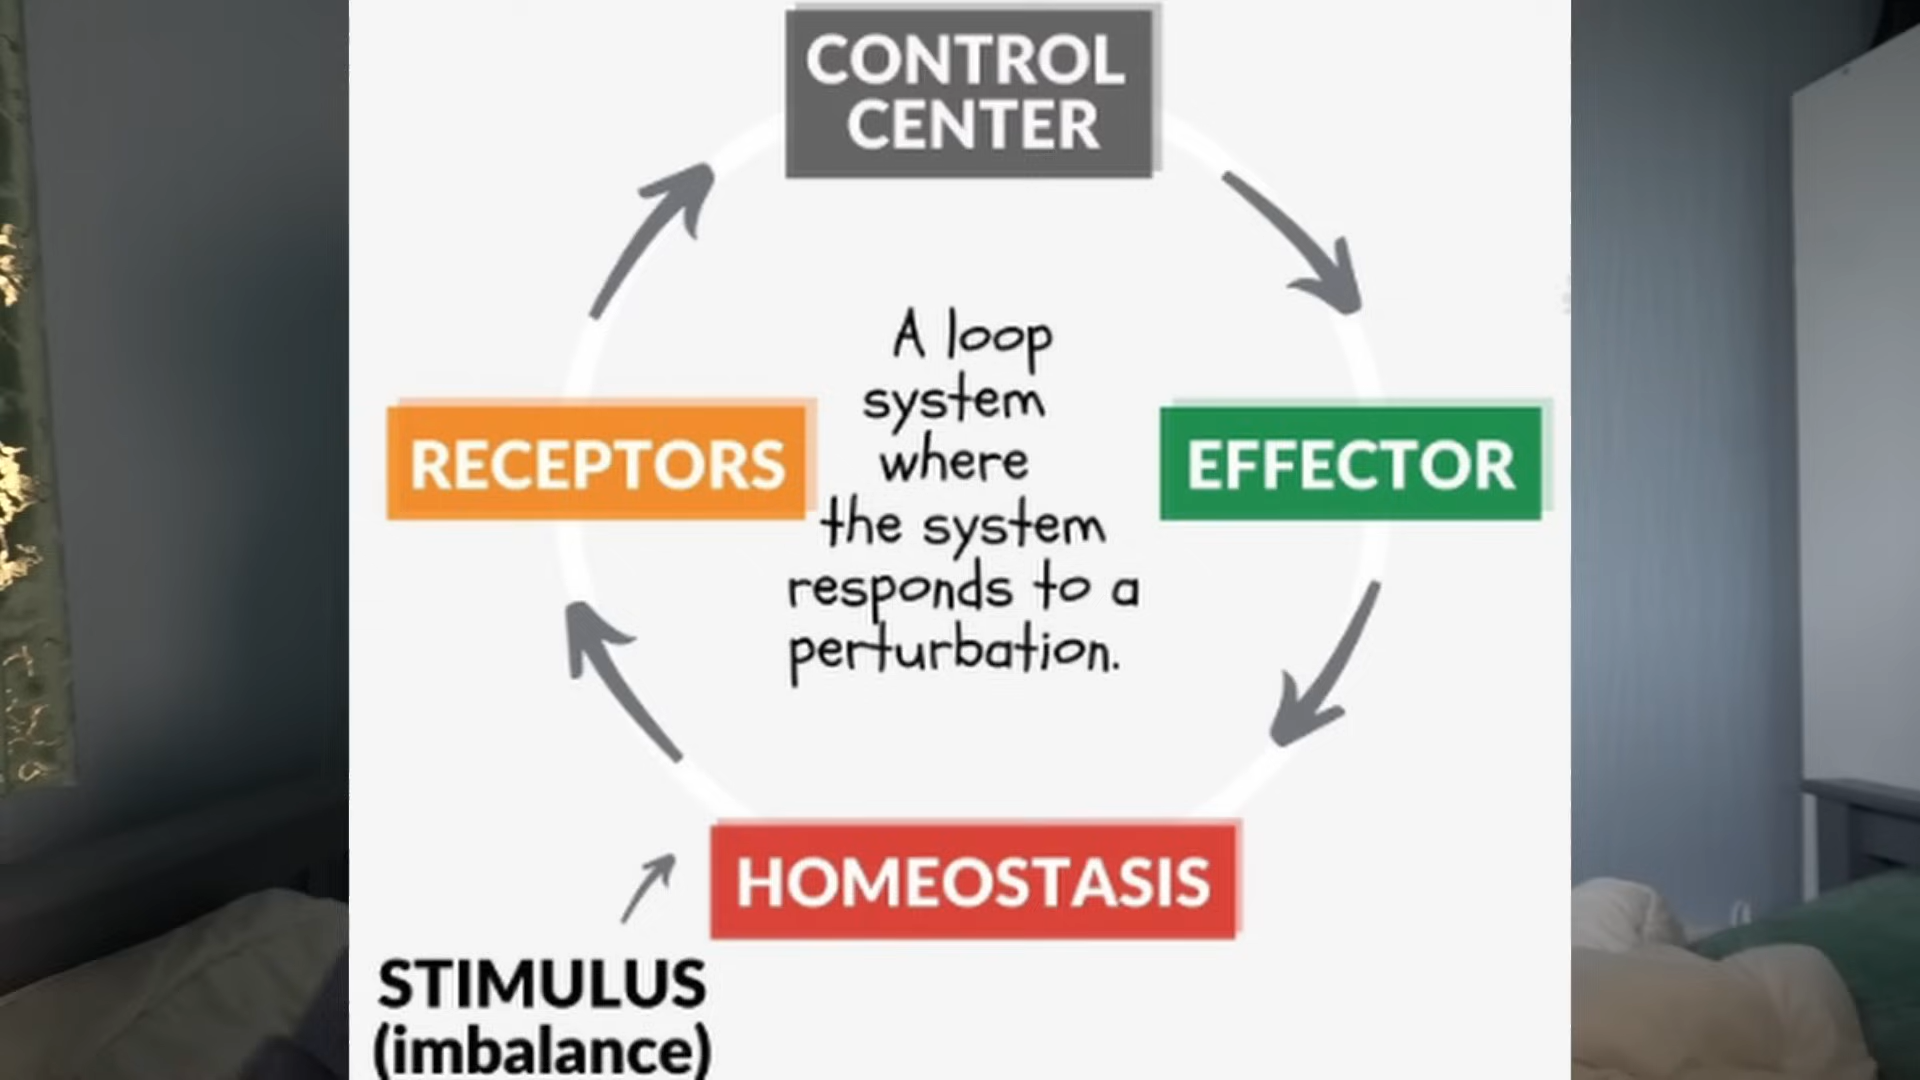 CONTROL
CENTER
A loop
system
where
the system
responds to a
perturbation.
RECEPTORS
EFFECTOR
HOMEOSTASIS
STIMULUS
(imbalance)